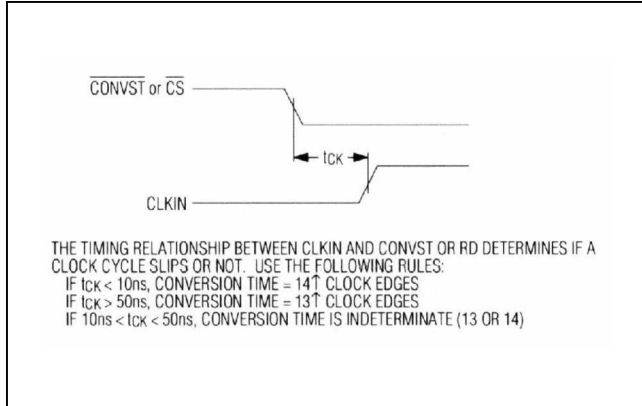 C̅O̅N̅V̅S̅T̅ or C̅S̅
tCK
CLKIN
THE TIMING RELATIONSHIP BETWEEN CLKIN AND CONVST OR RD DETERMINES IF A
CLOCK CYCLE SLIPS OR NOT. USE THE FOLLOWING RULES:
IF tCK < 10ns, CONVERSION TIME = 14↑ CLOCK EDGES
IF tCK > 50ns, CONVERSION TIME = 13↑ CLOCK EDGES
IF 10ns < tCK < 50ns, CONVERSION TIME IS INDETERMINATE (13 OR 14)